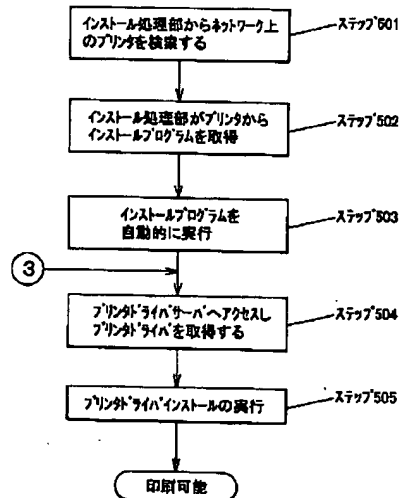 インストール処理部からネットワーク上
のプリンタを検索する
ステップ501
インストール処理部がプリンタから
インストールプログラムを取得
ステップ502
インストールプログラムを
自動的に実行
ステップ503
3
プリンタドライバサーバへアクセスし
プリンタドライバを取得する
ステップ504
プリンタドライバインストールの実行
ステップ505
印刷可能